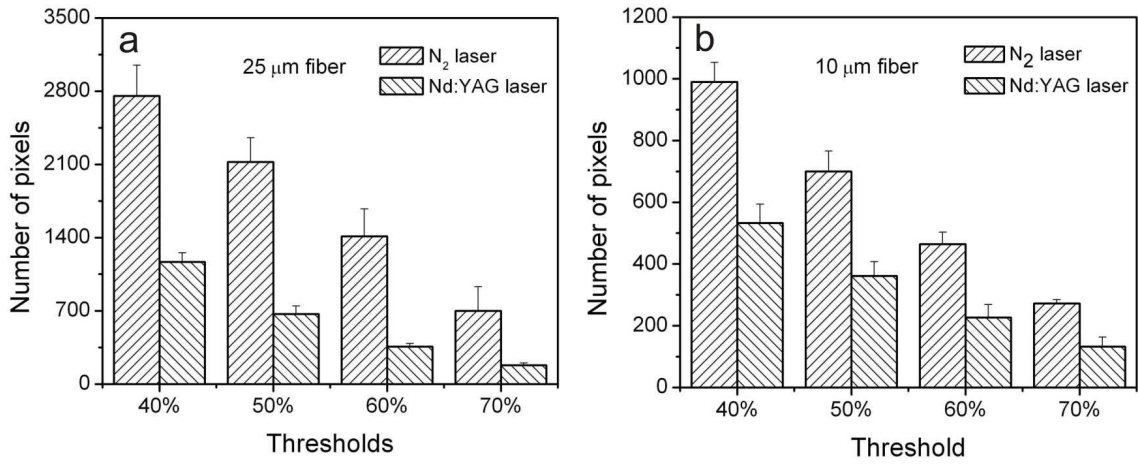 a
25 μm fiber
N2 laser
Nd:YAG laser
Number of pixels
3500
2800
2100
1400
700
0
40%
50%
60%
70%
Thresholds
b
10 μm fiber
N2 laser
Nd:YAG laser
Number of pixels
1200
1000
800
600
400
200
0
40%
50%
60%
70%
Threshold